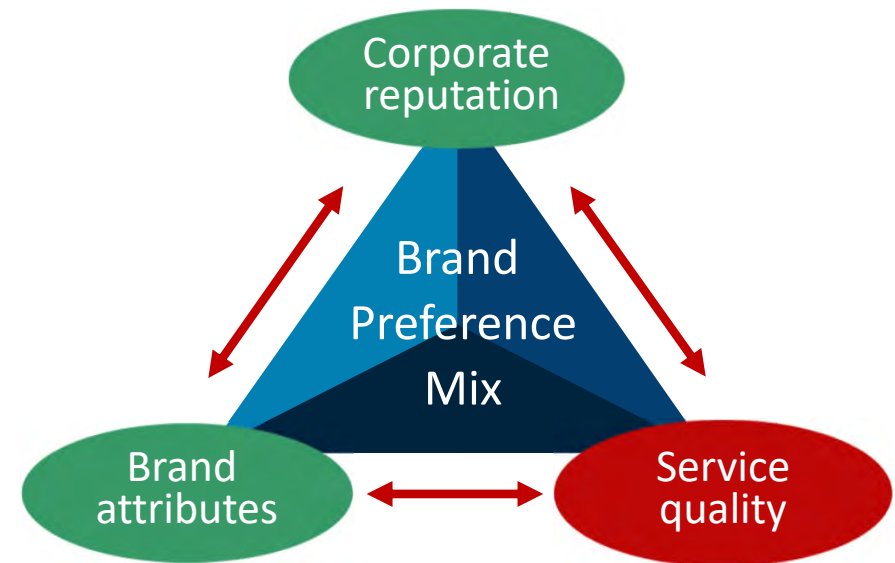 Corporate
reputation
Brand
Preference
Mix
Brand
attributes
Service
quality